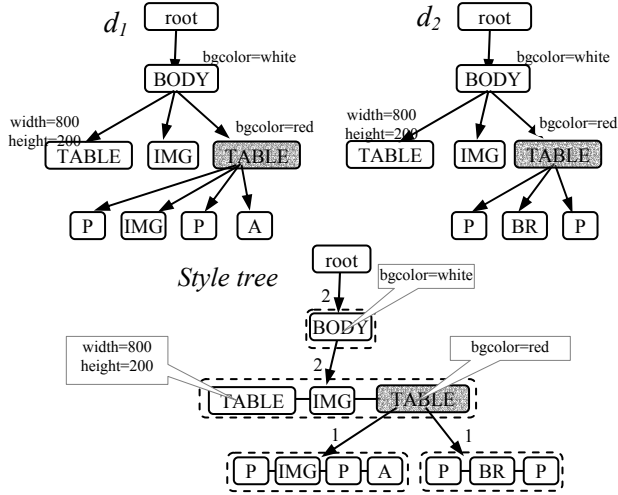 d1 root d2 root
bgcolor=white bgcolor=white
BODY BODY
width=800 width=800
height=200 bgcolor=red height=200 bgcolor=red
TABLE IMG TABLE TABLE IMG TABLE
P IMG P A P BR P
Style tree root
bgcolor=white
2
BODY
width=800 2 bgcolor=red
height=200
TABLE IMG TABLE
1 1
P IMG P A P BR P